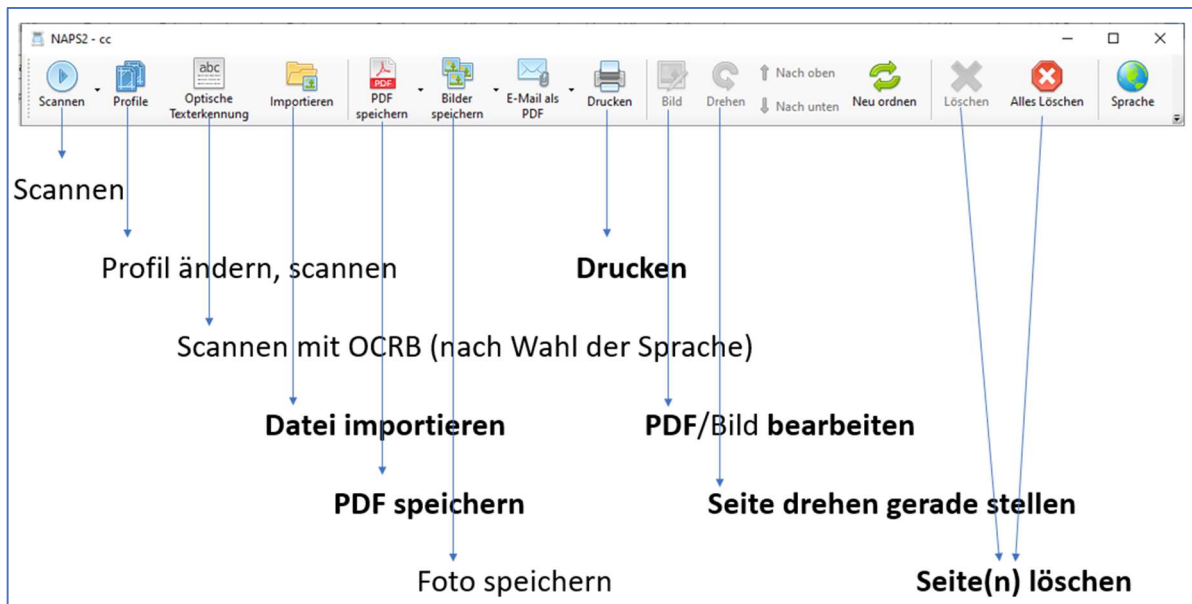 NAPS2 - cc
Scannen
Profile
Optische
Texterkennung
Importieren
PDF
speichern
Bilder
speichern
E-Mail als
PDF
Drucken
Bild
Drehen
Nach oben
Nach unten
Neu ordnen
Löschen
Alles Löschen
Sprache
abc
PDF
Scannen
Profil ändern, scannen
Drucken
Scannen mit OCRB (nach Wahl der Sprache)
Datei importieren
PDF/Bild bearbeiten
PDF speichern
Seite drehen gerade stellen
Foto speichern
Seite(n) löschen